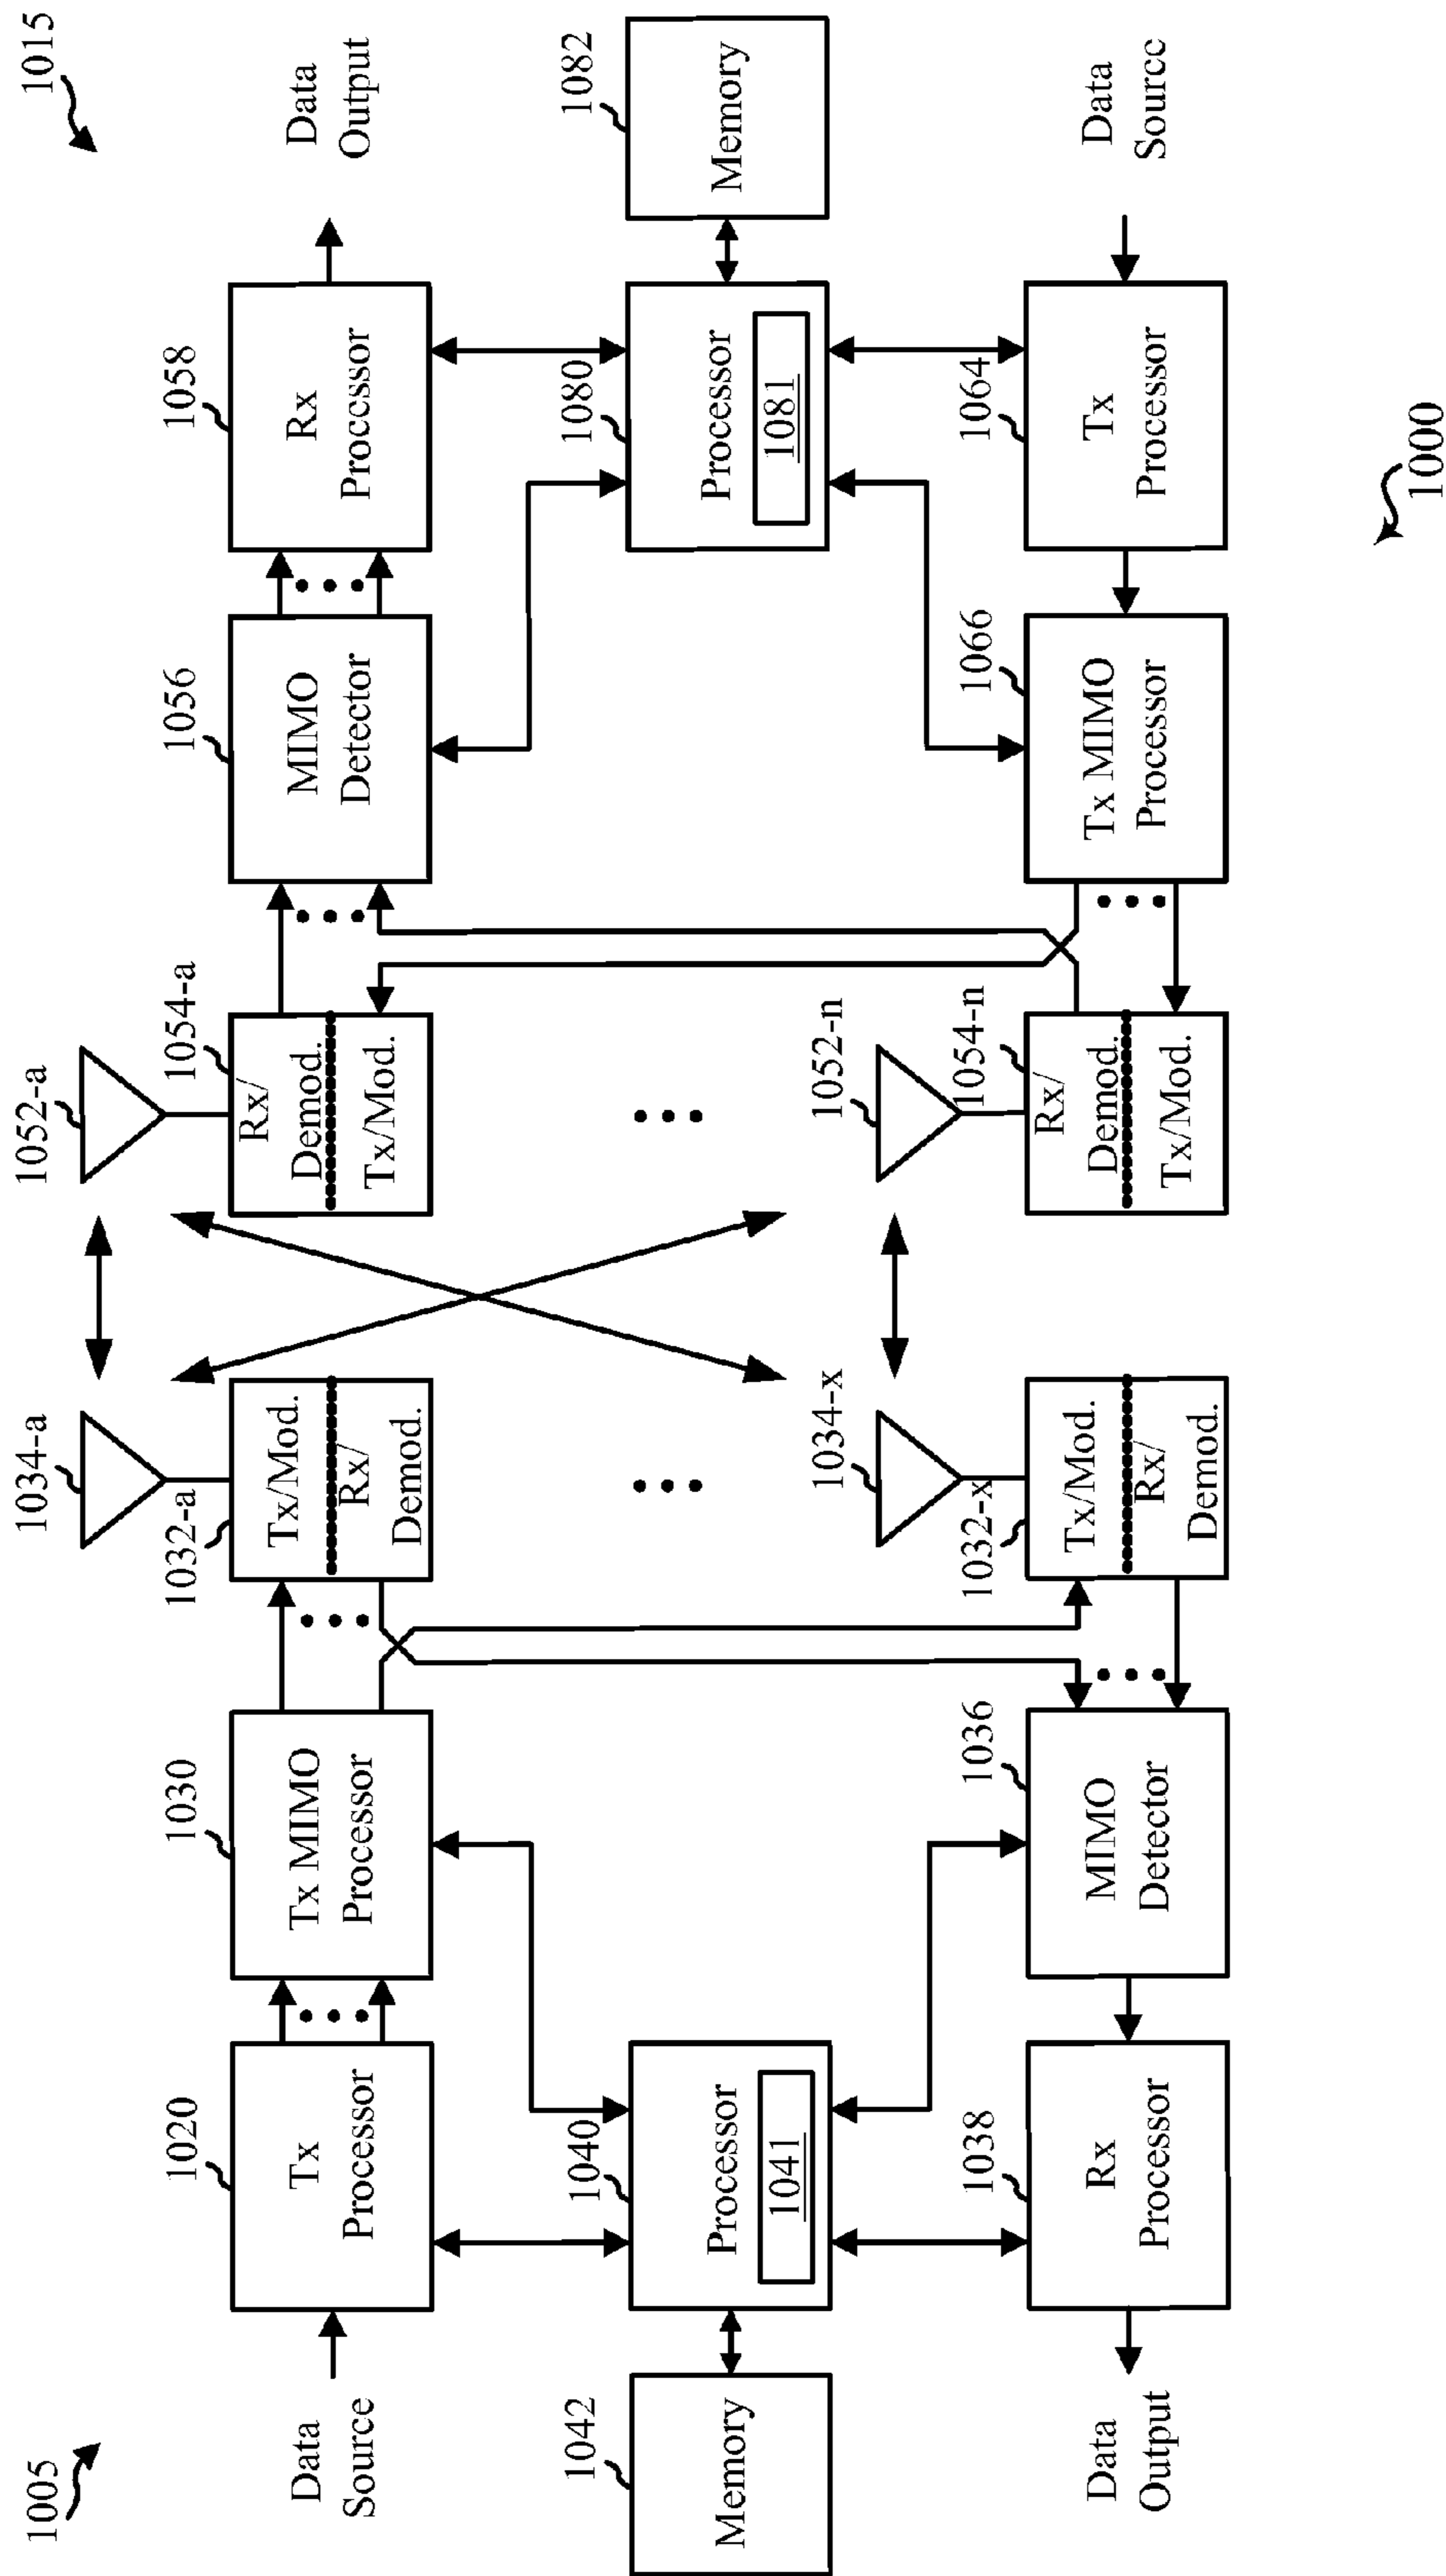 1005
1015
1034-a
1052-a
1020
1030
1032-a
1054-a
1056
1058
Data
Source
Tx
Processor
Tx MIMO
Processor
Tx/Mod.
Rx/
Demod.
Rx/
Demod.
Tx/Mod.
MIMO
Detector
Rx
Proccssor
Data
Output
1042
1040
1080
1082
Memory
Processor
1041
Processor
1081
Memory
1034-x
1052-n
1038
1036
1032-x
1054-n
1066
1064
Data
Output
Rx
Processor
MIMO
Detector
Tx/Mod.
Rx/
Demod.
Rx/
Demod.
Tx/Mod.
Tx MIMO
Processor
Tx
Processor
Data
Sourcc
1000